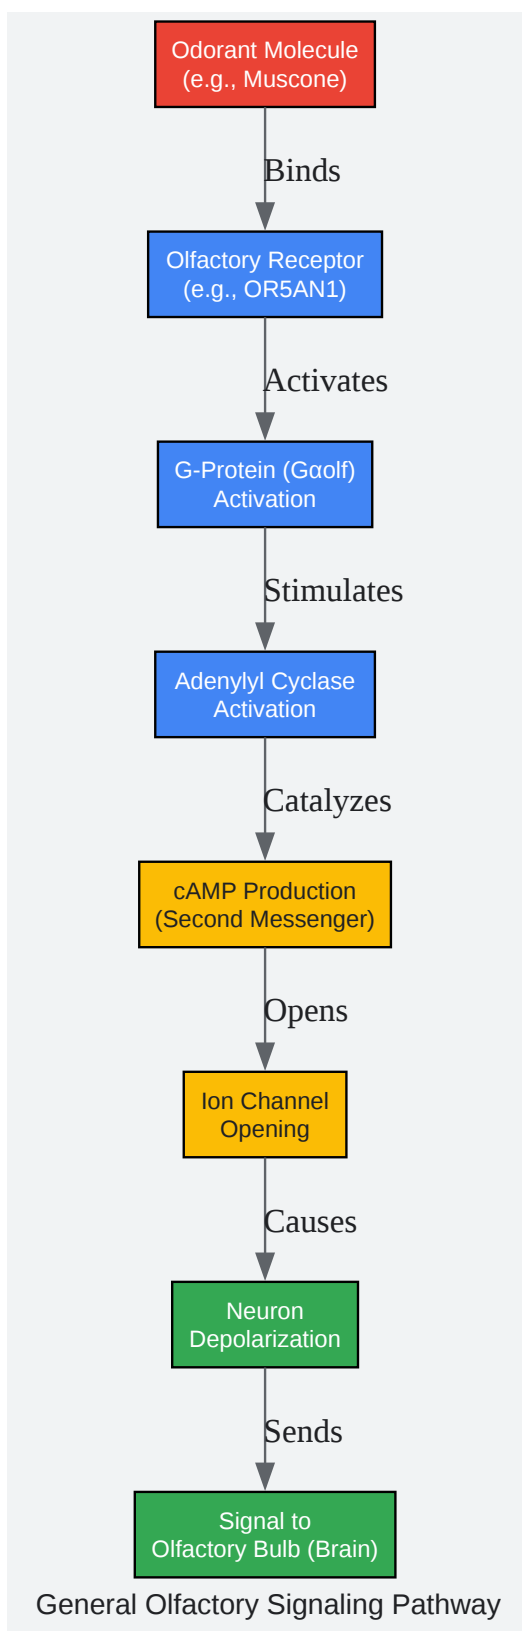 Odorant Molecule
(e.g., Muscone)
Binds
Olfactory Receptor
(e.g., OR5AN1)
Activates
G-Protein (Gαolf)
Activation
Stimulates
Adenylyl Cyclase
Activation
Catalyzes
cAMP Production
(Second Messenger)
Opens
Ion Channel
Opening
Causes
Neuron
Depolarization
Sends
Signal to
Olfactory Bulb (Brain)
General Olfactory Signaling Pathway